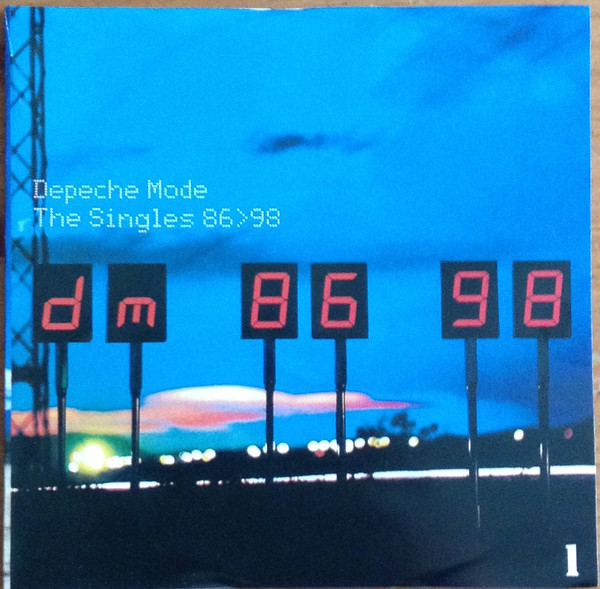 Depeche Mode
The Singles 86>98
dm 86 98
1